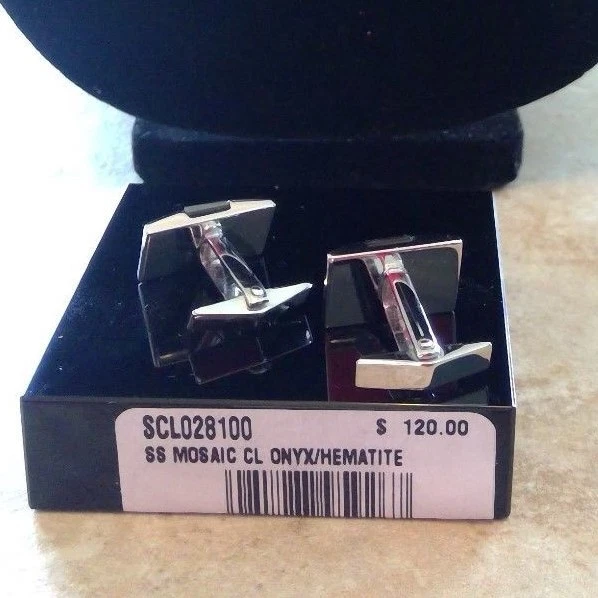 SCL028100 $ 120.00
SS MOSAIC CL ONYX/HEMATITE